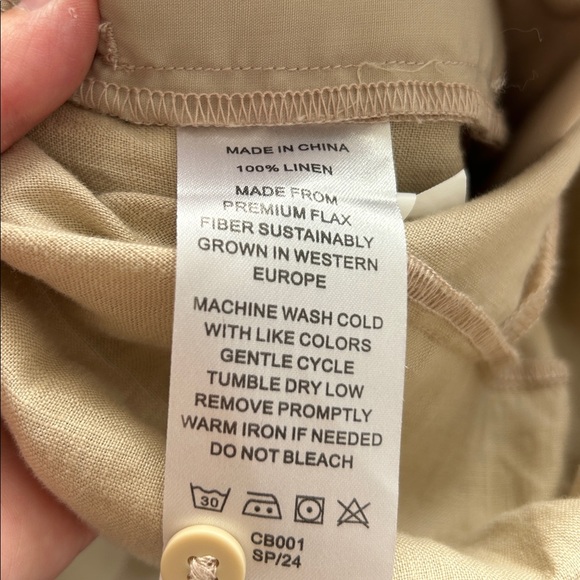 MADE IN CHINA
100% LINEN
MADE FROM
PREMIUM FLAX
FIBER SUSTAINABLY
GROWN IN WESTERN
EUROPE
MACHINE WASH COLD
WITH LIKE COLORS
GENTLE CYCLE
TUMBLE DRY LOW
REMOVE PROMPTLY
WARM IRON IF NEEDED
DO NOT BLEACH
30
CB001
SP/24